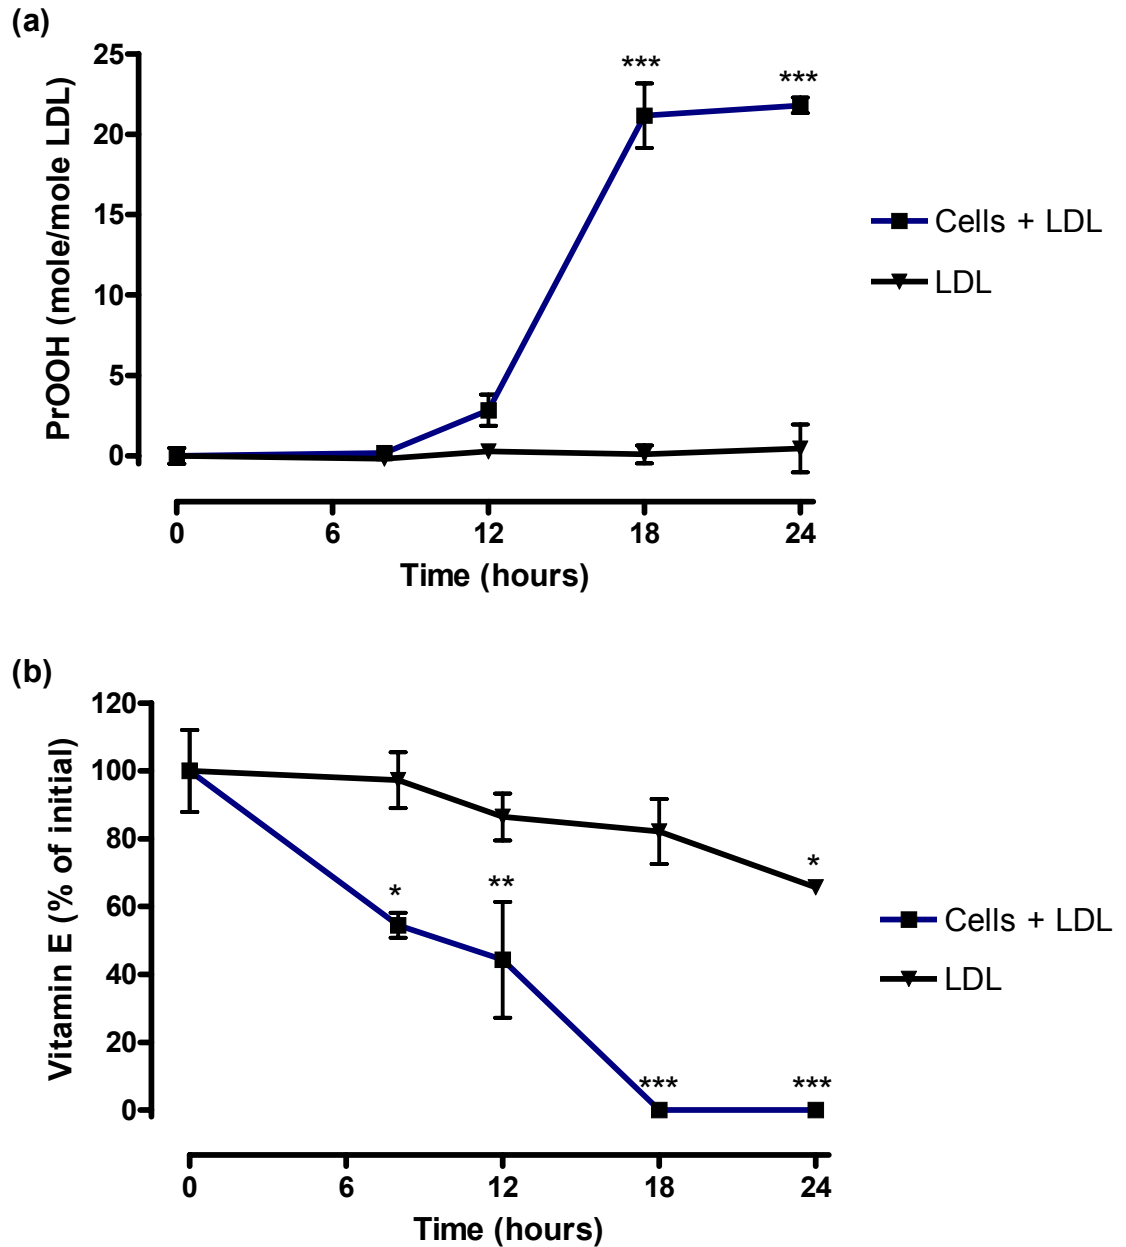 (a)
PrOOH (mole/mole LDL)
25
20
15
10
5
0
*** ***
Cells + LDL
LDL
0 6 12 18 24
Time (hours)
(b)
Vitamin E (% of initial)
120
100
80
60
40
20
0
* ** *** *** *
Cells + LDL
LDL
0 6 12 18 24
Time (hours)